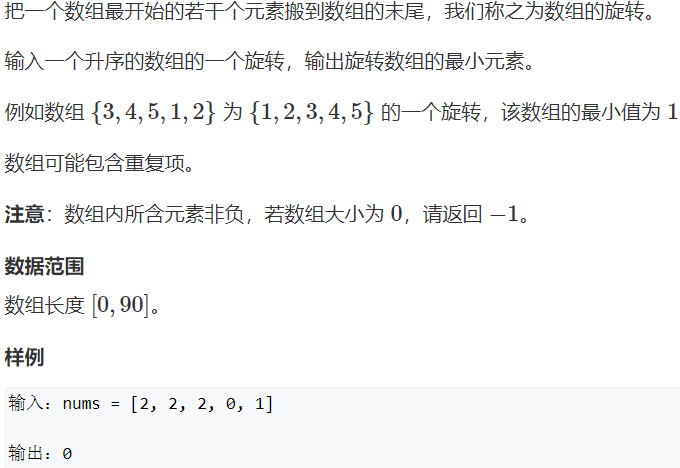 把一个数组最开始的若干个元素搬到数组的末尾，我们称之为数组的旋转。
输入一个升序的数组的一个旋转，输出旋转数组的最小元素。
例如数组 {3, 4, 5, 1, 2} 为 {1, 2, 3, 4, 5} 的一个旋转，该数组的最小值为 1
数组可能包含重复项。
注意：数组内所含元素非负，若数组大小为 0，请返回 −1。
数据范围
数组长度 [0, 90]。
样例
输入：nums = [2, 2, 2, 0, 1]
输出：0